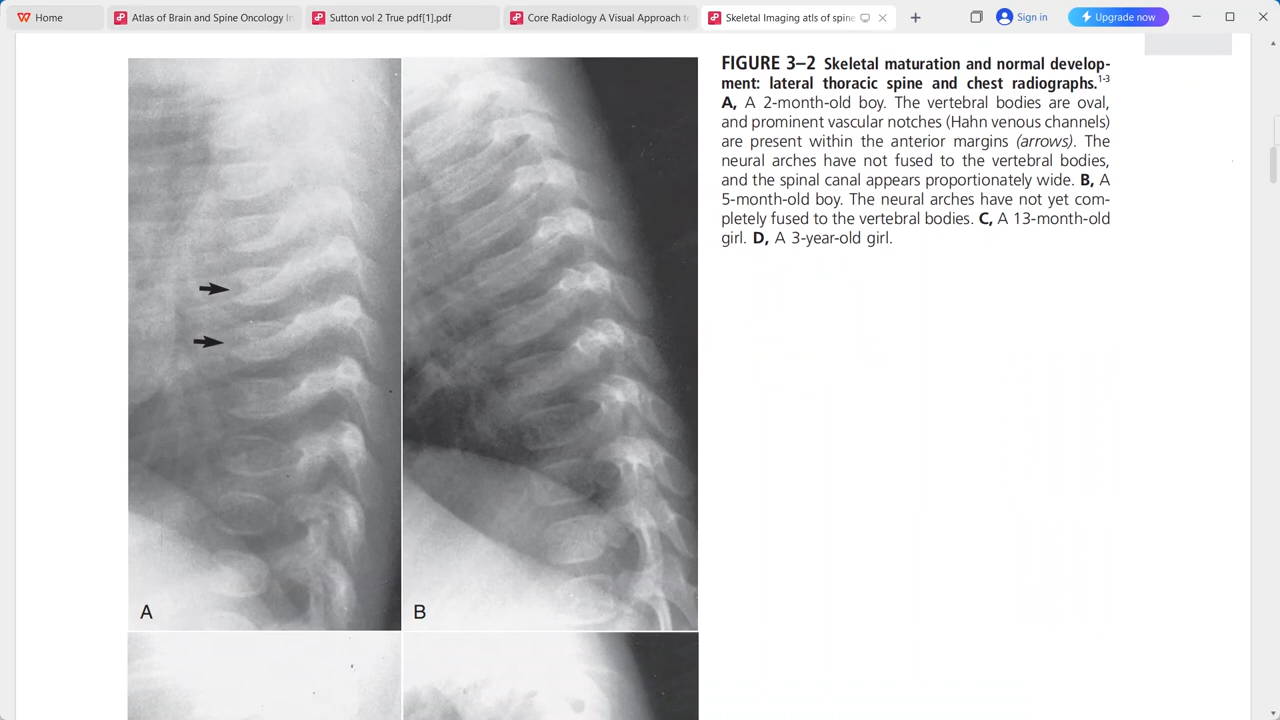 Home
Atlas of Brain and Spine Oncology I
Sutton vol 2 True pdf[1].pdf
Core Radiology A Visual Approach t
Skeletal Imaging atls of spine
Sign in
Upgrade now
FIGURE 3–2 Skeletal maturation and normal develop-
ment: lateral thoracic spine and chest radiographs.1-3
A, A 2-month-old boy. The vertebral bodies are oval,
and prominent vascular notches (Hahn venous channels)
are present within the anterior margins (arrows). The
neural arches have not fused to the vertebral bodies,
and the spinal canal appears proportionately wide. B, A
5-month-old boy. The neural arches have not yet com-
pletely fused to the vertebral bodies. C, A 13-month-old
girl. D, A 3-year-old girl.
A
B